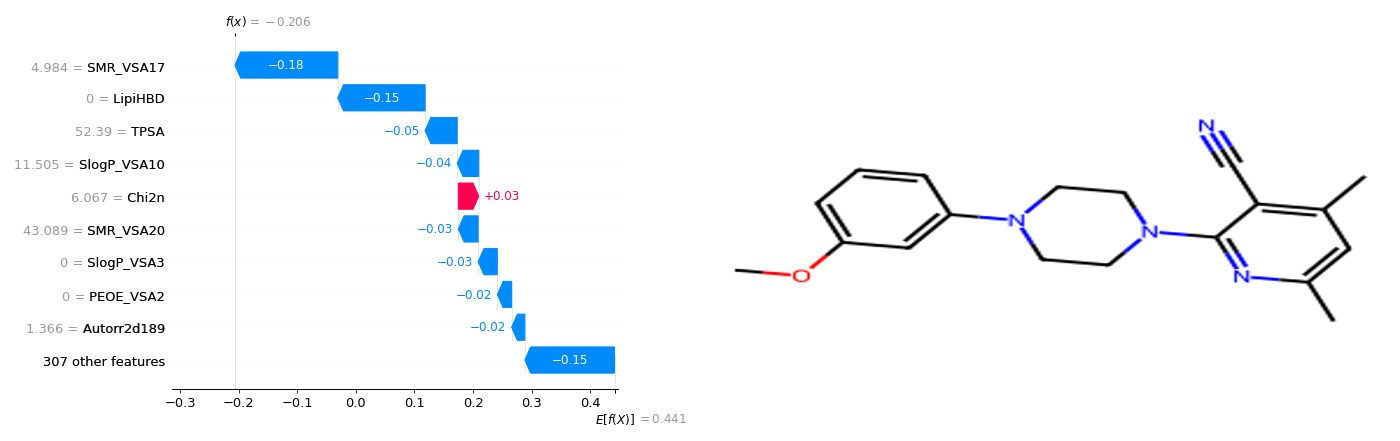 f(x) = −0.206
4.984 = SMR_VSA17
−0.18
0 = LipiHBD
−0.15
52.39 = TPSA
−0.05
11.505 = SlogP_VSA10
−0.04
6.067 = Chi2n
+0.03
43.089 = SMR_VSA20
−0.03
0 = SlogP_VSA3
−0.03
0 = PEOE_VSA2
−0.02
1.366 = Autorr2d189
−0.02
307 other features
−0.15
−0.3 −0.2 −0.1 0.0 0.1 0.2 0.3 0.4
E[f(X)] = 0.441
N
N
N
N
O